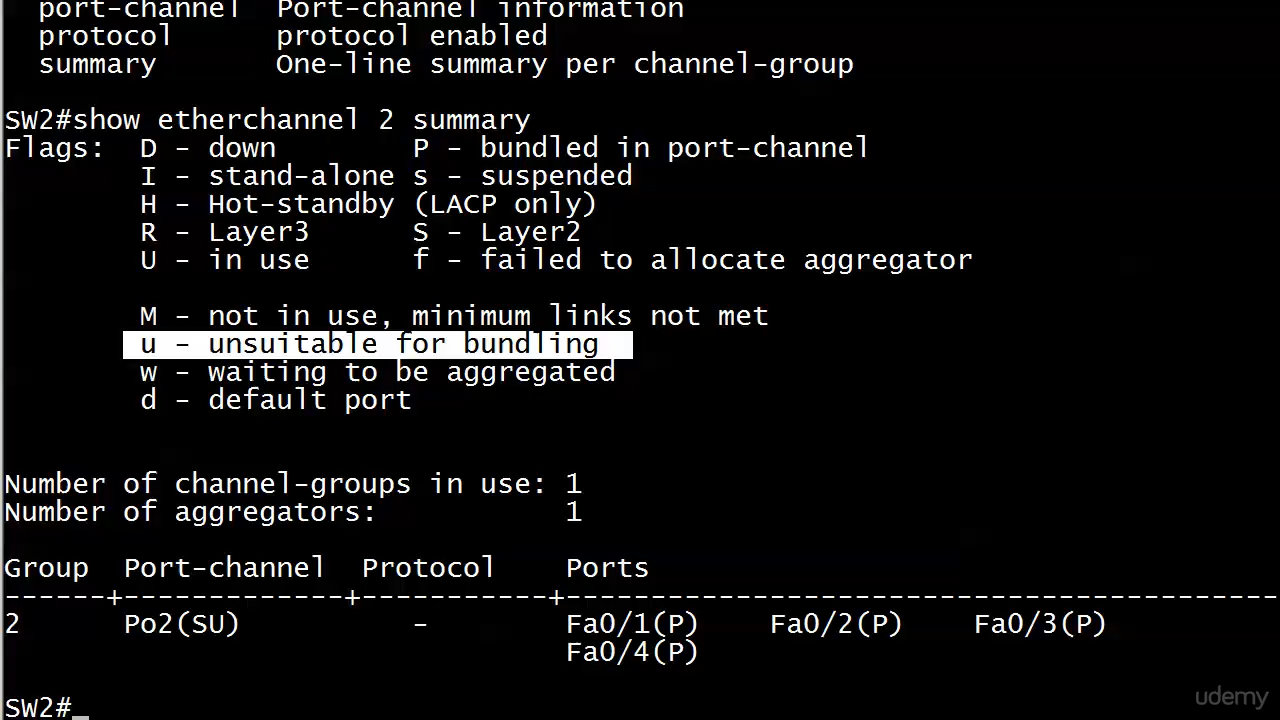 port-channel  Port-channel information
protocol      protocol enabled
summary       One-line summary per channel-group
SW2#show etherchannel 2 summary
Flags:  D - down        P - bundled in port-channel
        I - stand-alone s - suspended
        H - Hot-standby (LACP only)
        R - Layer3      S - Layer2
        U - in use      f - failed to allocate aggregator
        M - not in use, minimum links not met
        u - unsuitable for bundling
        w - waiting to be aggregated
        d - default port
Number of channel-groups in use: 1
Number of aggregators:           1
Group  Port-channel  Protocol    Ports
------+-------------+-----------+------------------------------------------
2      Po2(SU)          -        Fa0/1(P)    Fa0/2(P)    Fa0/3(P)
                                 Fa0/4(P)
SW2#_
udemy